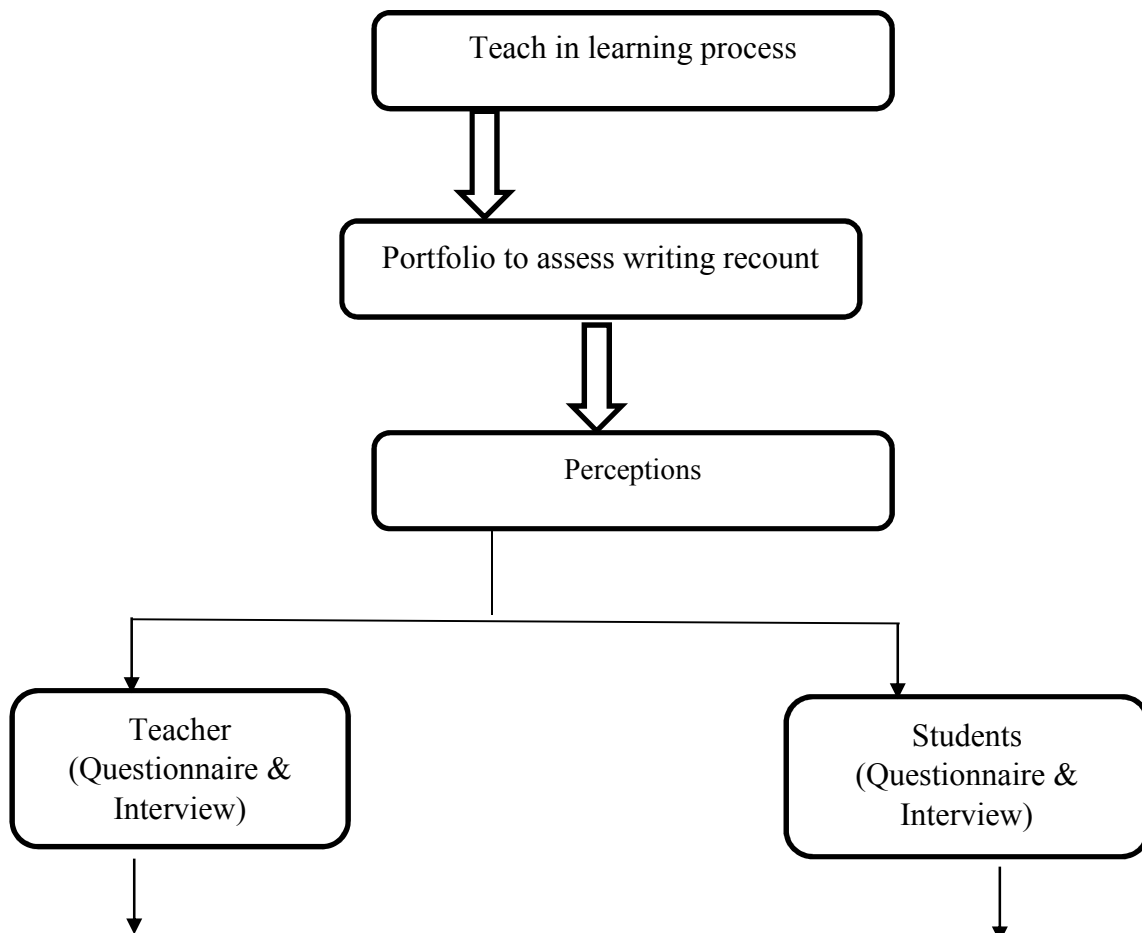 Teach in learning process
Portfolio to assess writing recount
Perceptions
Teacher
(Questionnaire &
Interview)
Students
(Questionnaire &
Interview)